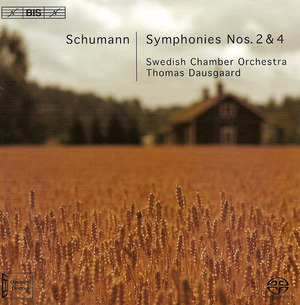 BIS
Schumann
Symphonies Nos. 2 & 4
Swedish Chamber Orchestra
Thomas Dausgaard